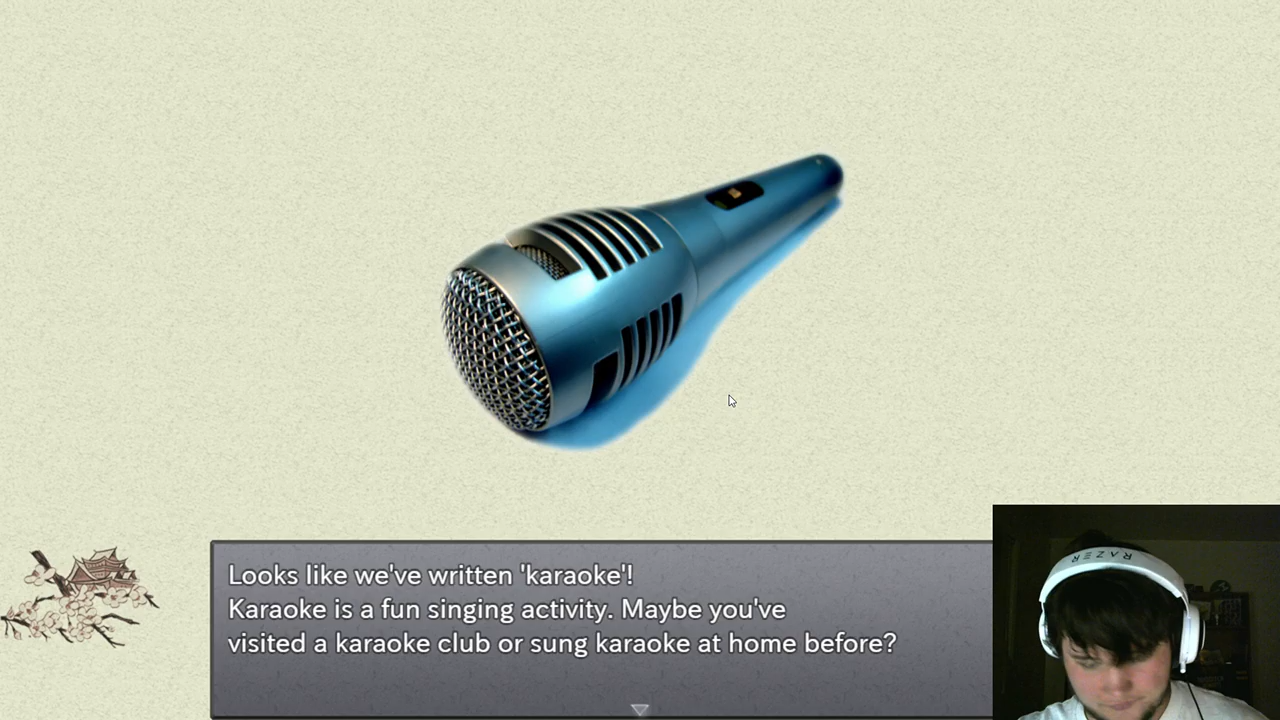 Looks like we've written 'karaoke'!
Karaoke is a fun singing activity. Maybe you've
visited a karaoke club or sung karaoke at home before?
RAZER